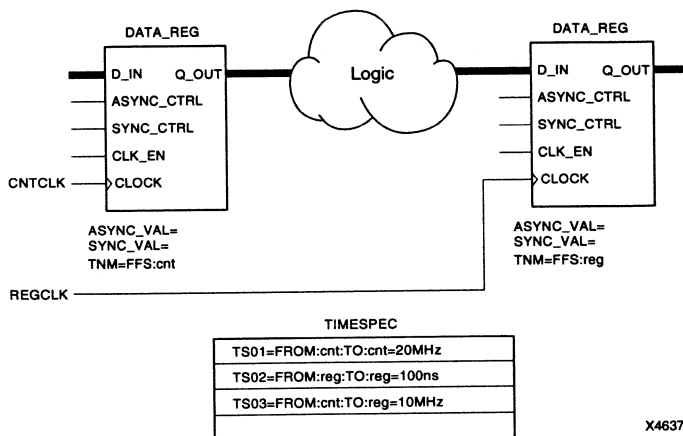 DATA_REG
D_IN Q_OUT
ASYNC_CTRL
SYNC_CTRL
CLK_EN
CNTCLK
CLOCK
ASYNC_VAL=
SYNC_VAL=
TNM=FFS:cnt
Logic
DATA_REG
D_IN Q_OUT
ASYNC_CTRL
SYNC_CTRL
CLK_EN
CLOCK
ASYNC_VAL=
SYNC_VAL=
TNM=FFS:reg
REGCLK
TIMESPEC
TS01=FROM:cnt:TO:cnt=20MHz
TS02=FROM:reg:TO:reg=100ns
TS03=FROM:cnt:TO:reg=10MHz
X4637